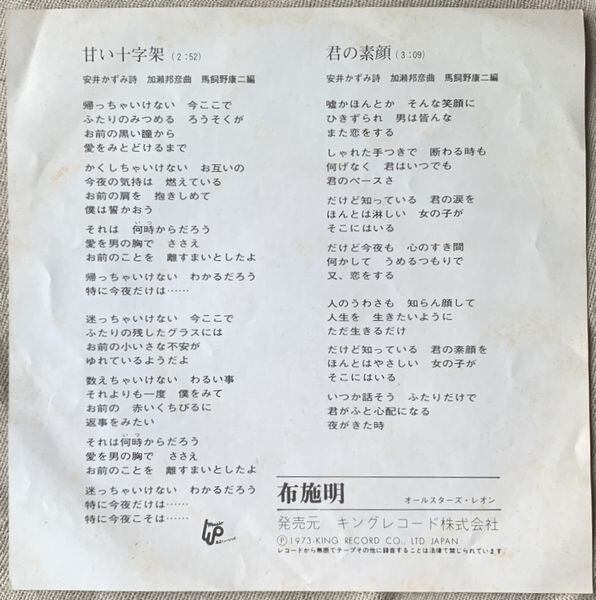 甘い十字架(2:52)
安井かずみ詩 加瀬邦彦曲 馬飼野康二編
帰っちゃいけない 今ここで
ふたりのみつめる ろうそくが
お前の黒い瞳から
愛をみとどけるまで
かくしちゃいけない お互いの
今夜の気持は 燃えている
お前の肩を 抱きしめて
僕は誓かおう
それは 何時からだろう
愛を男の胸で ささえ
お前のことを 離すまいとしたよ
帰っちゃいけない わかるだろう
特に今夜だけは……
迷っちゃいけない 今ここで
ふたりの残したグラスには
お前の小いさな不安が
ゆれているようだよ
数えちゃいけない わるい事
それよりも一度 僕をみて
お前の 赤いくちびるに
返事をみたい
それは何時からだろう
愛を男の胸で ささえ
お前のことを 離すまいとしたよ
迷っちゃいけない わかるだろう
特に今夜だけは……
特に今夜こそは……
君の素顔(3:09)
安井かずみ詩 加瀬邦彦曲 馬飼野康二編
嘘かほんとか そんな笑顔に
ひきずられ 男は皆んな
また恋をする
しゃれた手つきで 断わる時も
何げなく 君はいつでも
君のペースさ
だけど知っている 君の涙を
ほんとは淋しい 女の子が
そこにはいる
だけど今夜も 心のすき間
何かして うめるつもりで
又、恋をする
人のうわさも 知らん顔して
人生を 生きたいように
ただ生きるだけ
だけど知っている 君の素顔を
ほんとはやさしい 女の子が
そこにはいる
いつか話そう ふたりだけで
君がふと心配になる
夜がきた時
布施明
オールスターズ・レオン
発売元 キングレコード株式会社
Ⓟ1973・KING RECORD CO., LTD JAPAN
レコードから無断でテープその他に録音することは法律で禁じられています